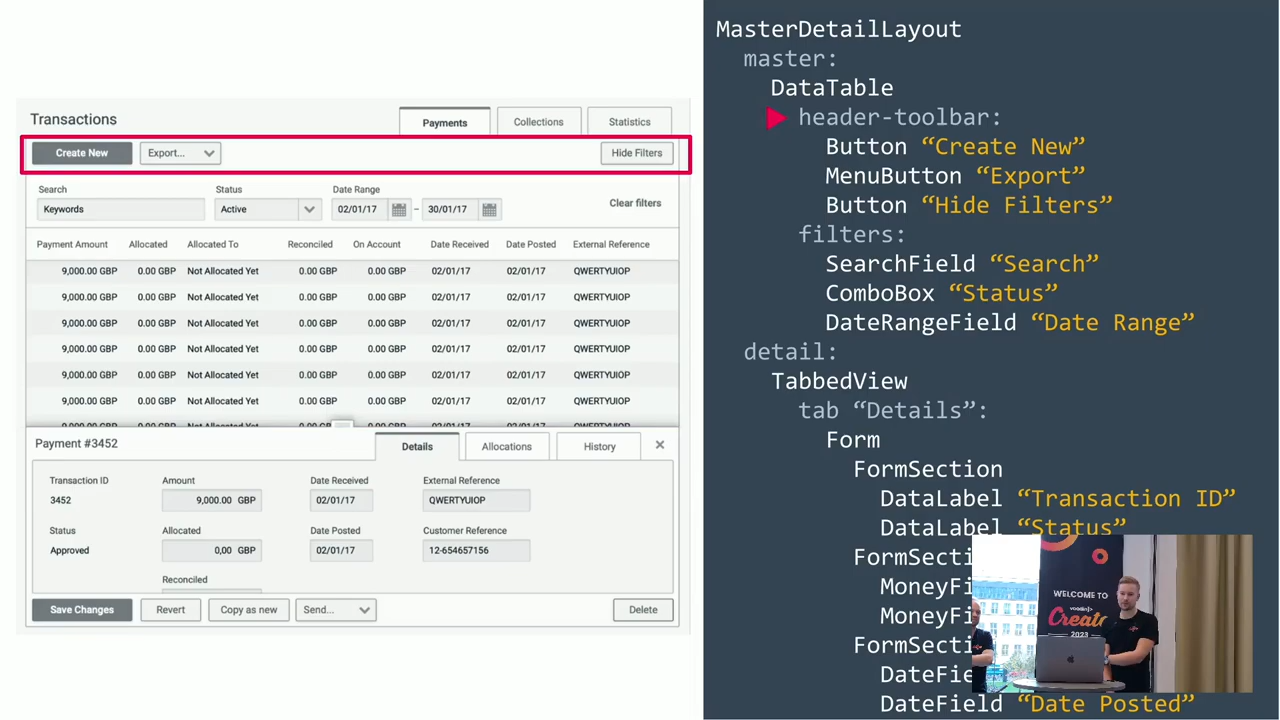 Transactions
Payments
Collections
Statistics
Create New
Export...
Hide Filters
Search
Status
Date Range
Keywords
Active
02/01/17
–
30/01/17
Clear filters
Payment Amount Allocated Allocated To Reconciled On Account Date Received Date Posted External Reference
9,000.00 GBP 0.00 GBP Not Allocated Yet 0.00 GBP 0.00 GBP 02/01/17 02/01/17 QWERTYUIOP
9,000.00 GBP 0.00 GBP Not Allocated Yet 0.00 GBP 0.00 GBP 02/01/17 02/01/17 QWERTYUIOP
9,000.00 GBP 0.00 GBP Not Allocated Yet 0.00 GBP 0.00 GBP 02/01/17 02/01/17 QWERTYUIOP
9,000.00 GBP 0.00 GBP Not Allocated Yet 0.00 GBP 0.00 GBP 02/01/17 02/01/17 QWERTYUIOP
9,000.00 GBP 0.00 GBP Not Allocated Yet 0.00 GBP 0.00 GBP 02/01/17 02/01/17 QWERTYUIOP
9,000.00 GBP 0.00 GBP Not Allocated Yet 0.00 GBP 0.00 GBP 02/01/17 02/01/17 QWERTYUIOP
Payment #3452
Details
Allocations
History
Transaction ID
Amount
Date Received
External Reference
3452
9,000.00 GBP
02/01/17
QWERTYUIOP
Status
Allocated
Date Posted
Customer Reference
Approved
0,00 GBP
02/01/17
12-654657156
Reconciled
Save Changes
Revert
Copy as new
Send...
Delete
MasterDetailLayout
master:
DataTable
header-toolbar:
Button “Create New”
MenuButton “Export”
Button “Hide Filters”
filters:
SearchField “Search”
ComboBox “Status”
DateRangeField “Date Range”
detail:
TabbedView
tab “Details”:
Form
FormSection
DataLabel “Transaction ID”
DataLabel “Status”
FormSecti
MoneyFi
MoneyFi
FormSecti
DateFie
DateField “Date Posted”
WELCOME TO
vaadin}>
Create
2023